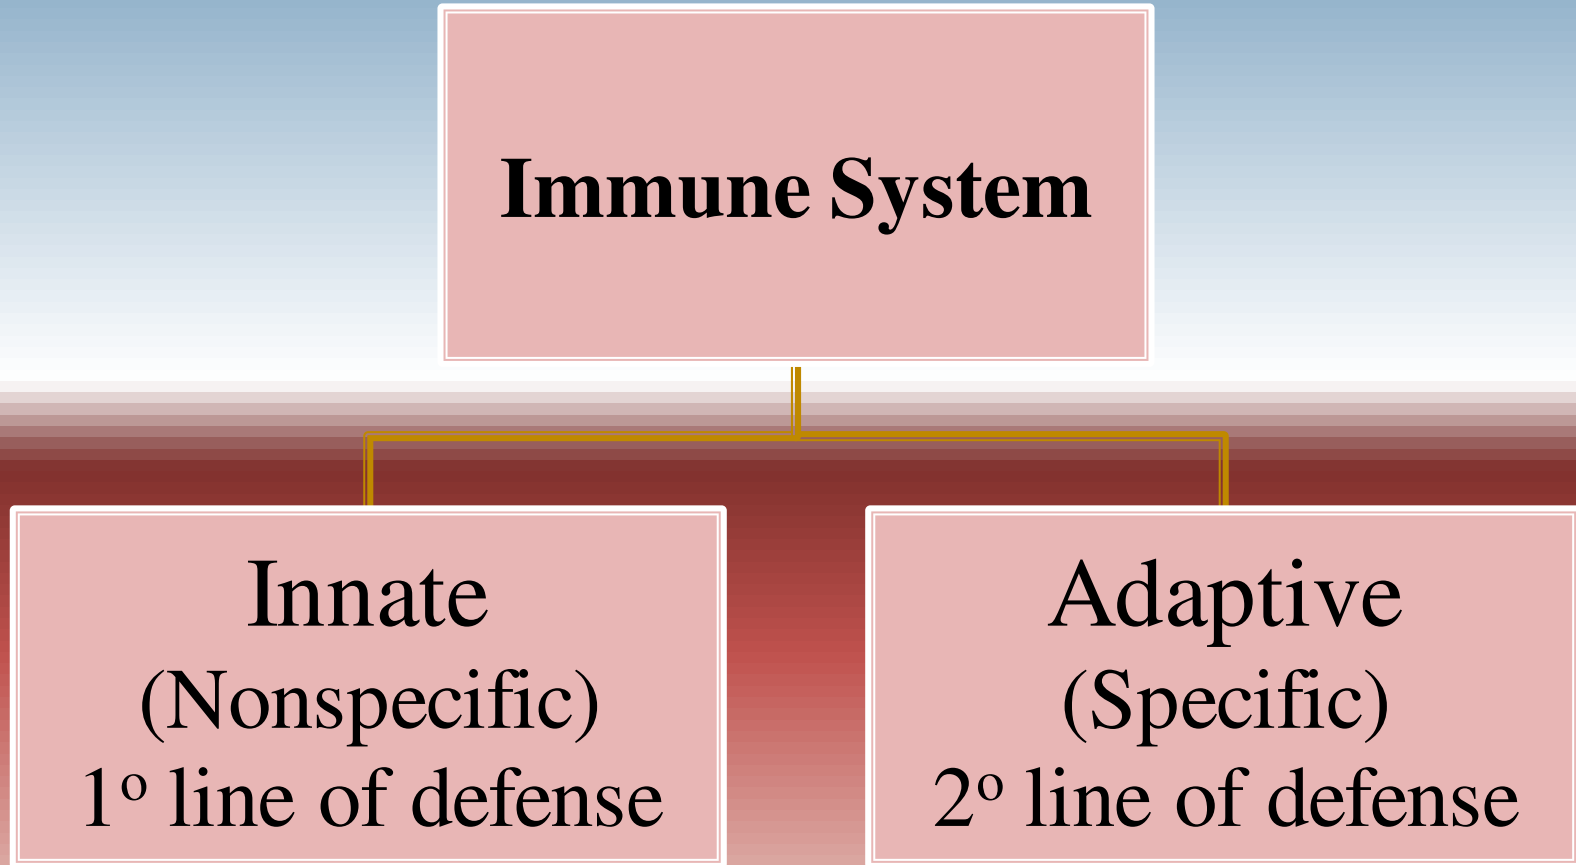 Immune System
Innate
(Nonspecific)
1º line of defense
Adaptive
(Specific)
2º line of defense